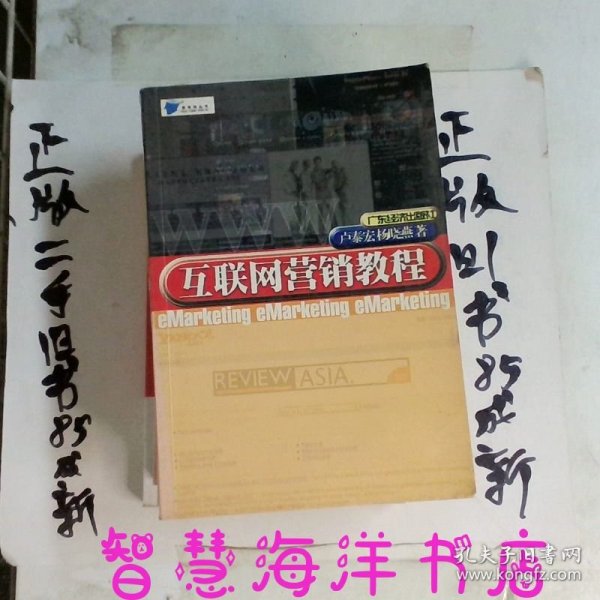 正版二手旧书85成新
WWW
广东经济出版社
卢泰宏 杨晓燕 著
互联网营销教程
eMarketing eMarketing eMarketing
REVIEW ASIA.
正版旧书85成新
智慧海洋书店
孔夫子旧书网
www.kongfz.com